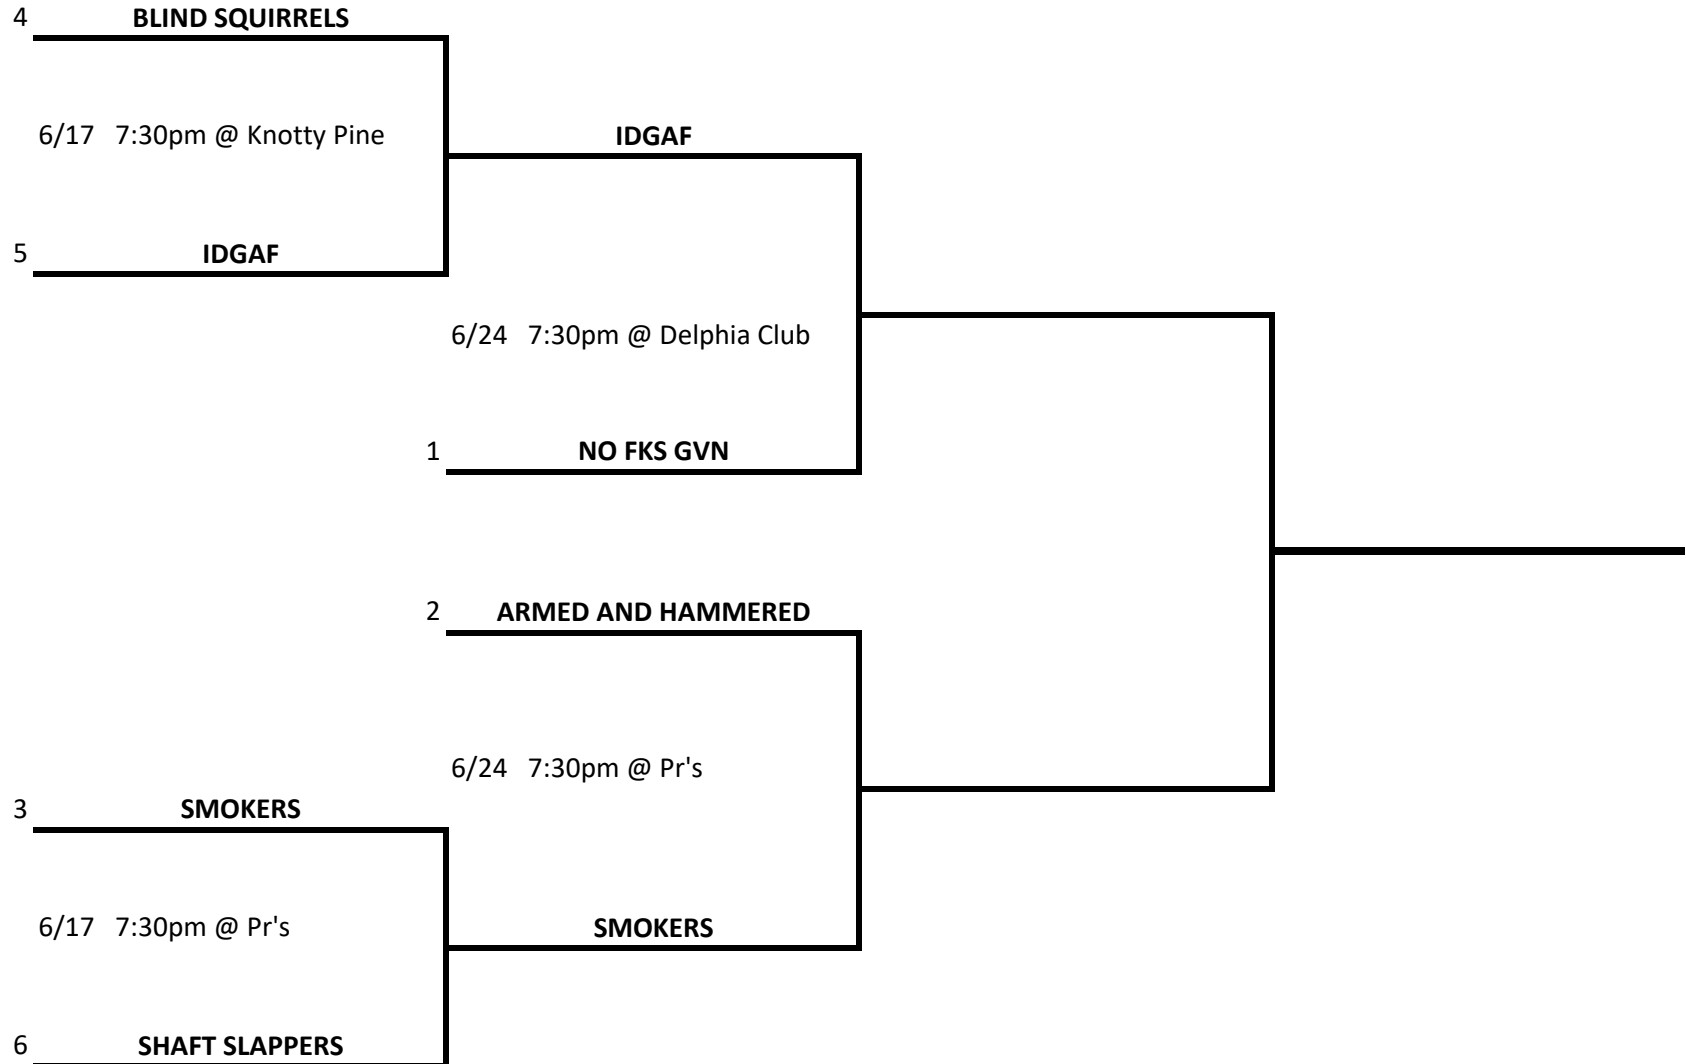 4 BLIND SQUIRRELS
6/17 7:30pm @ Knotty Pine
IDGAF
5 IDGAF
6/24 7:30pm @ Delphia Club
1 NO FKS GVN
2 ARMED AND HAMMERED
6/24 7:30pm @ Pr's
3 SMOKERS
6/17 7:30pm @ Pr's
SMOKERS
6 SHAFT SLAPPERS